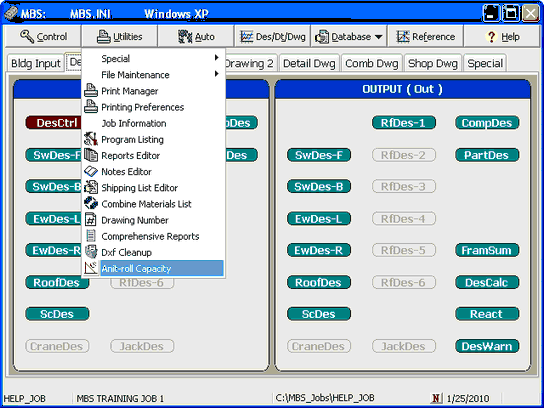 MBS: MBS.INI Windows XP
Control Utilities Auto Des/Dt/Dwg Database Reference ? Help
Bldg Input De Drawing 2 Detail Dwg Comb Dwg Shop Dwg Special
Special
File Maintenance
Print Manager
Printing Preferences
Job Information
Program Listing
Reports Editor
Notes Editor
Shipping List Editor
Combine Materials List
Drawing Number
Comprehensive Reports
Dxf Cleanup
Anit-roll Capacity
DesCtrl pDes
SwDes-F Des
SwDes-B
EwDes-L
EwDes-R
RoofDes RfDes-6
ScDes
CraneDes JackDes
OUTPUT ( Out )
RfDes-1 CompDes
SwDes-F RfDes-2 PartDes
SwDes-B RfDes-3
EwDes-L RfDes-4
EwDes-R RfDes-5 FramSum
RoofDes RfDes-6 DesCalc
ScDes React
CraneDes JackDes DesWarn
HELP_JOB MBS TRAINING JOB 1 C:\MBS_Jobs\HELP_JOB N 1/25/2010